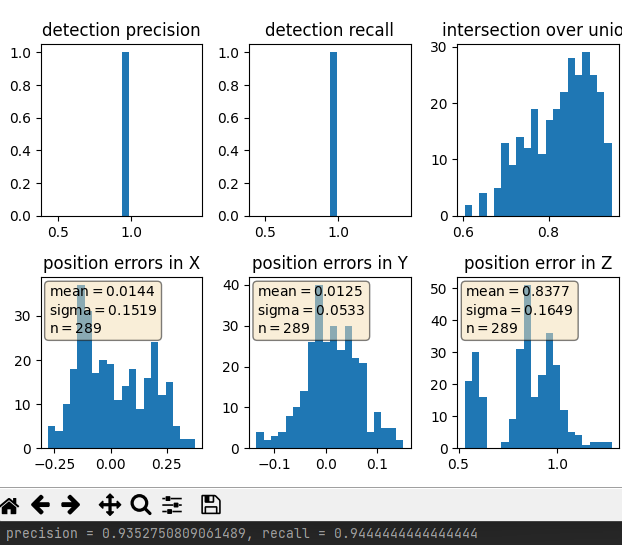 detection precision
detection recall
intersection over unio
1.0
0.8
0.6
0.4
0.2
0.0
0.5
1.0
1.0
0.8
0.6
0.4
0.2
0.0
0.5
1.0
30
20
10
0
0.6
0.8
position errors in X
position errors in Y
position error in Z
mean=0.0144
sigma=0.1519
n=289
30
20
10
0
−0.25
0.00
0.25
mean=0.0125
sigma=0.0533
n=289
40
30
20
10
0
−0.1
0.0
0.1
mean=0.8377
sigma=0.1649
n=289
50
40
30
20
10
0
0.5
1.0
precision = 0.9352750809061489, recall = 0.9444444444444444